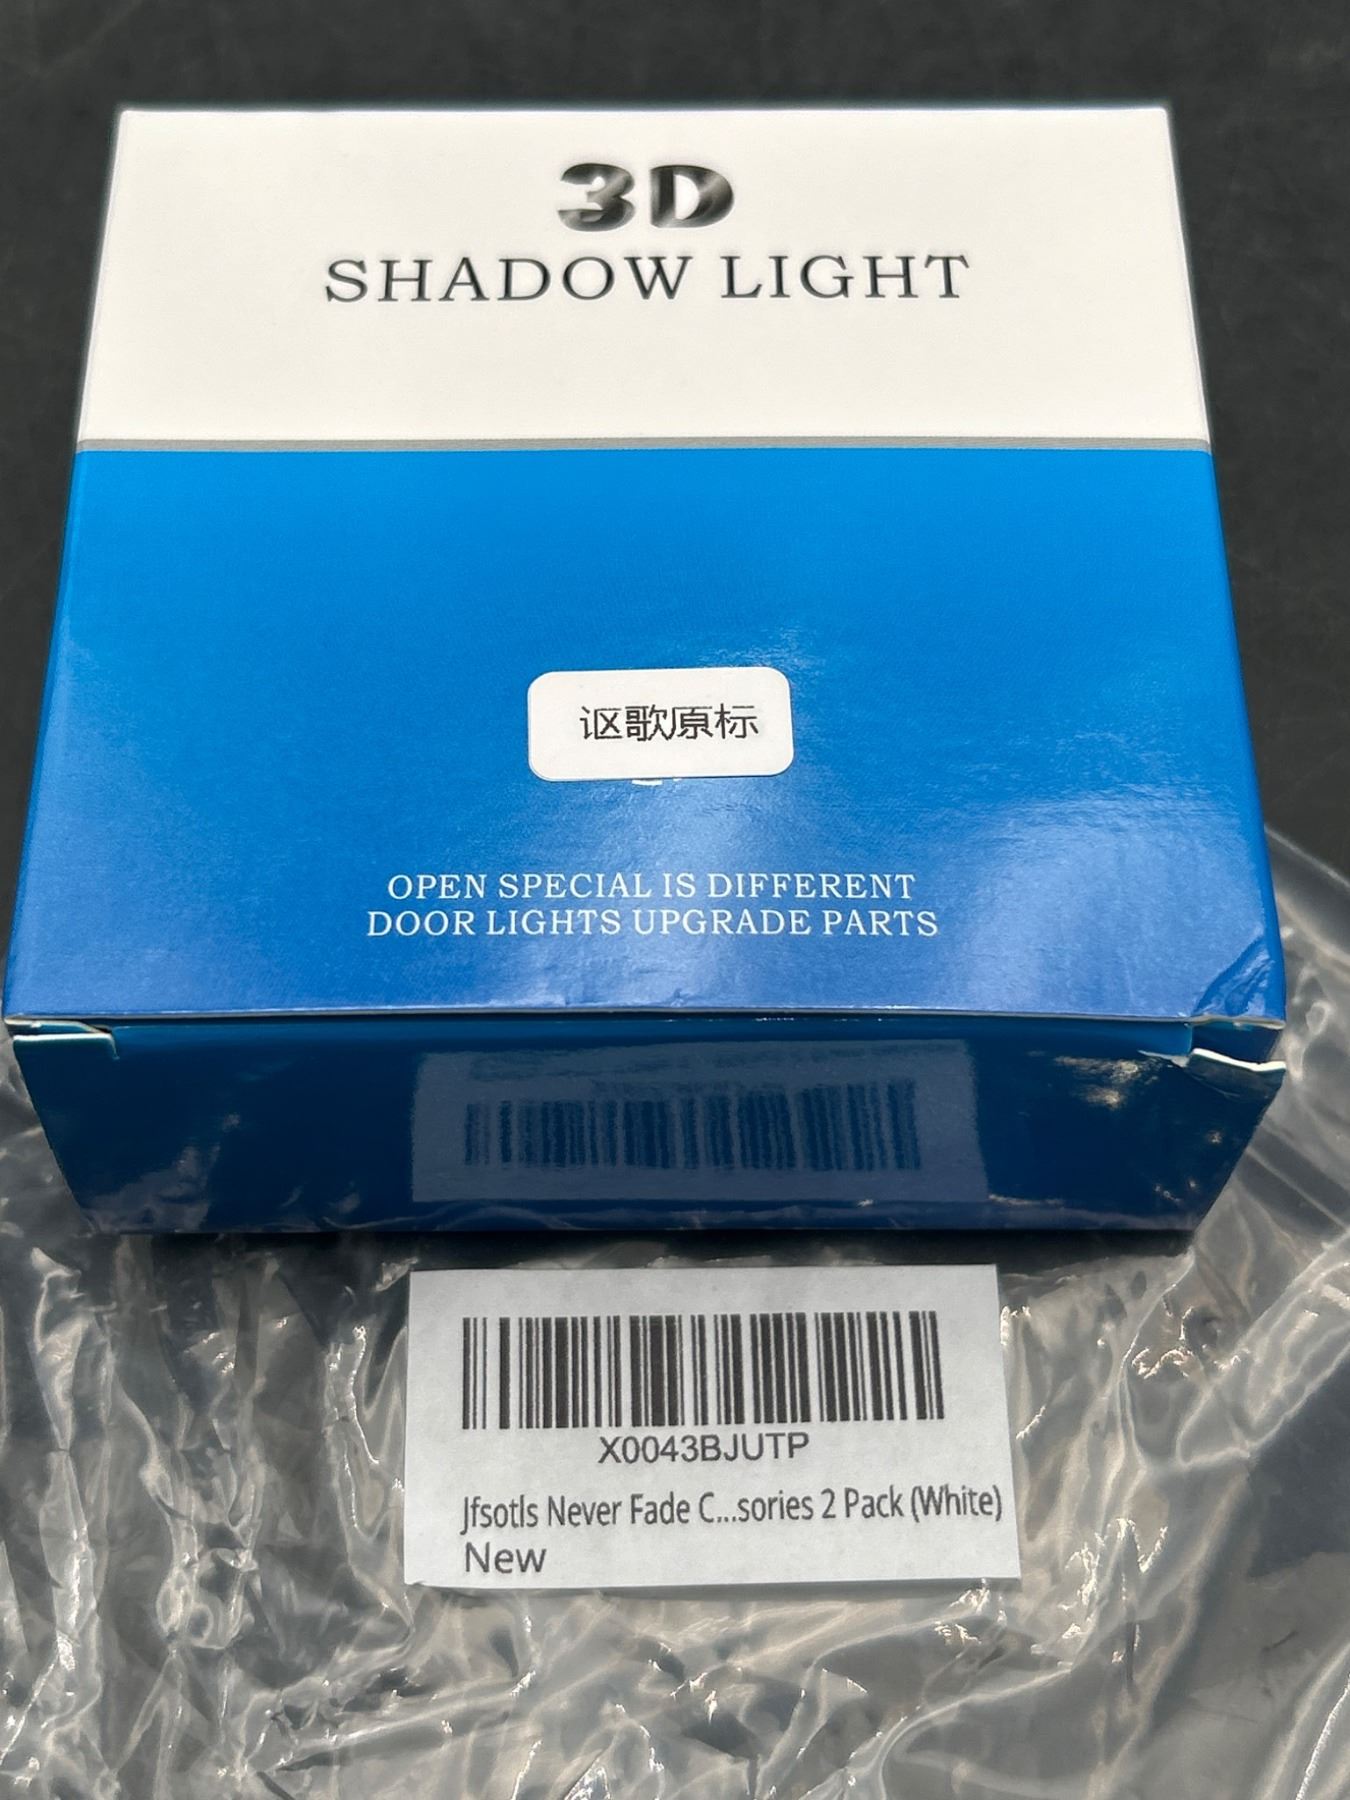 3D
SHADOW LIGHT
讴歌原标
OPEN SPECIAL IS DIFFERENT
DOOR LIGHTS UPGRADE PARTS
X0043BJUTP
Jfsotls Never Fade C...sories 2 Pack (White)
New